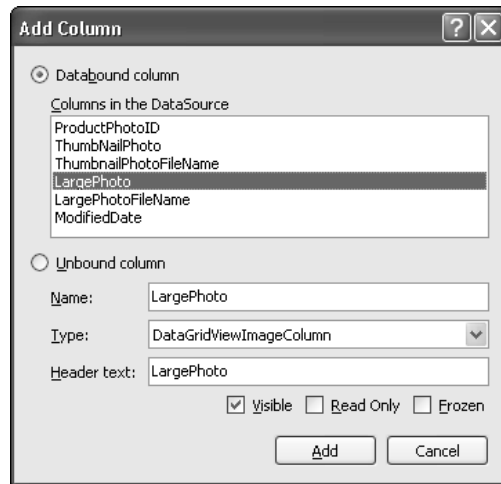 Add Column
Databound column
Columns in the DataSource
ProductPhotoID
ThumbNailPhoto
ThumbnailPhotoFileName
LargePhoto
LargePhotoFileName
ModifiedDate
Unbound column
Name: LargePhoto
Type: DataGridViewImageColumn
Header text: LargePhoto
Visible Read Only Frozen
Add Cancel